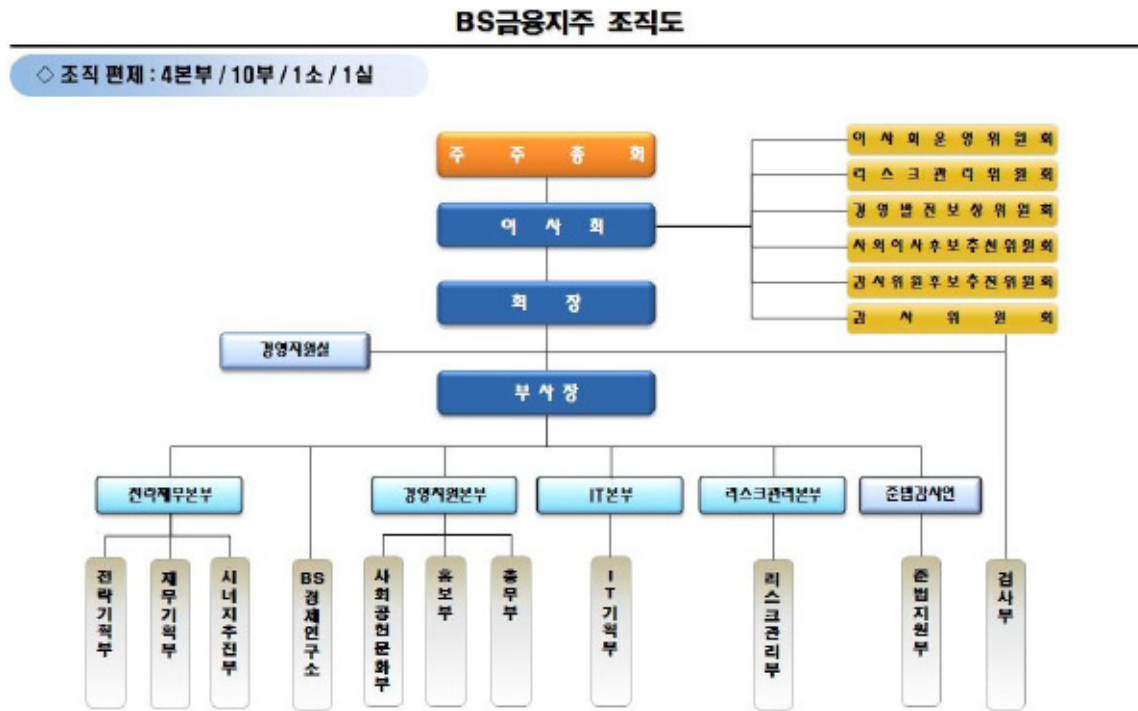 BS금융지주 조직도
◇ 조직 편제 : 4본부 / 10부 / 1소 / 1실
주 주 총 회
이 사 회
회 장
부 사 장
이 사 회 운 영 위 원 회
리 스 크 관 리 위 원 회
경 영 발 전 보 상 위 원 회
사 외 이 사 후 보 추 천 위 원 회
감 사 위 원 후 보 추 천 위 원 회
감 사 위 원 회
경영지원실
전략재무본부
경영지원본부
IT본부
리스크관리본부
준법감시인
전략기획부
재무기획부
시너지추진부
BS경제연구소
사회공헌문화부
홍보부
총무부
IT기획부
리스크관리부
준법지원부
검사부